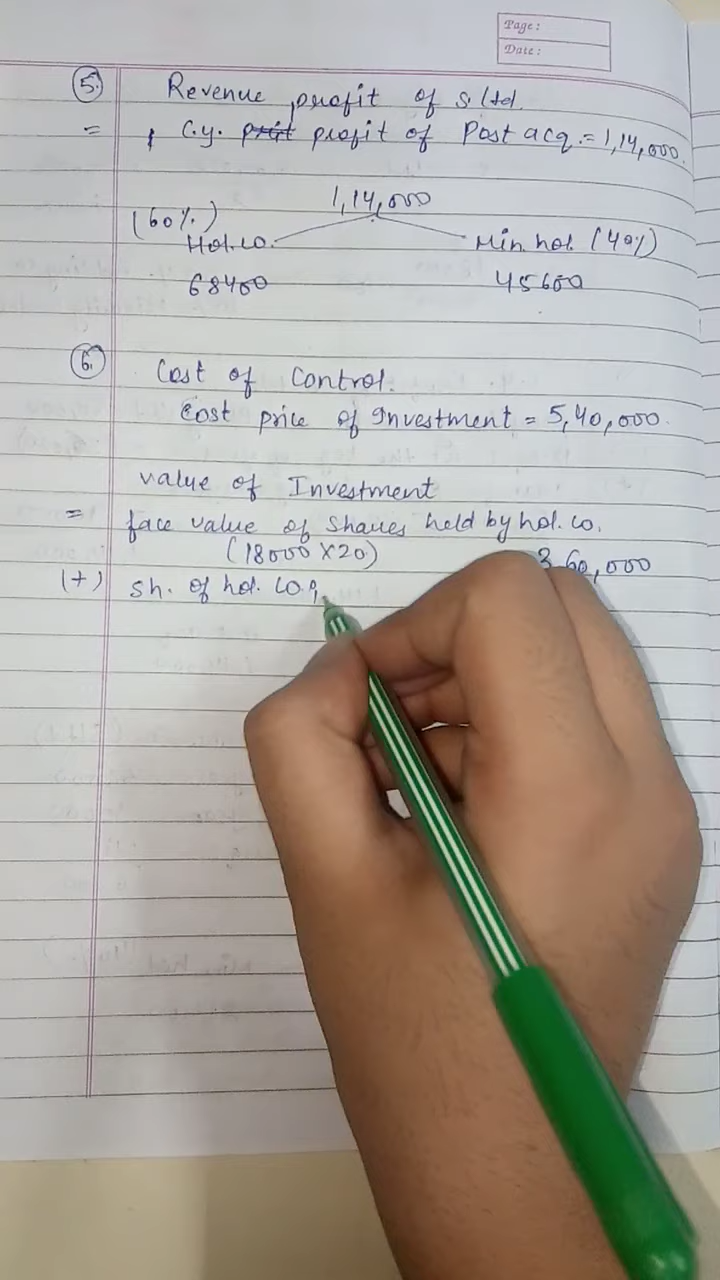 Page:
Date:
5. Revenue profit of S. Ltd.
= C.y. profit of Post acq. = 1,14,000.
1,14,000
(60%)
Hol. co. Min. hol. (40%)
68400 45600
6. Cost of Control.
Cost price of Investment = 5,40,000.
Value of Investment
= face value of shares held by hol. co.
(18000 X 20) 3,60,000
(+) Sh. of hol. co.